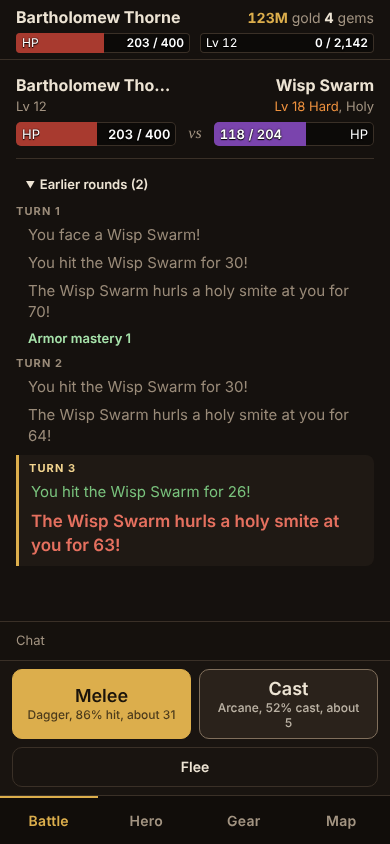 Bartholomew Thorne
123M gold 4 gems
HP 203 / 400
Lv 12 0 / 2,142
Bartholomew Tho...
Wisp Swarm
Lv 12
Lv 18 Hard, Holy
HP 203 / 400
vs
118 / 204 HP
▼ Earlier rounds (2)
TURN 1
You face a Wisp Swarm!
You hit the Wisp Swarm for 30!
The Wisp Swarm hurls a holy smite at you for
70!
Armor mastery 1
TURN 2
You hit the Wisp Swarm for 30!
The Wisp Swarm hurls a holy smite at you for
64!
TURN 3
You hit the Wisp Swarm for 26!
The Wisp Swarm hurls a holy smite at
you for 63!
Chat
Melee
Dagger, 86% hit, about 31
Cast
Arcane, 52% cast, about
5
Flee
Battle
Hero
Gear
Map